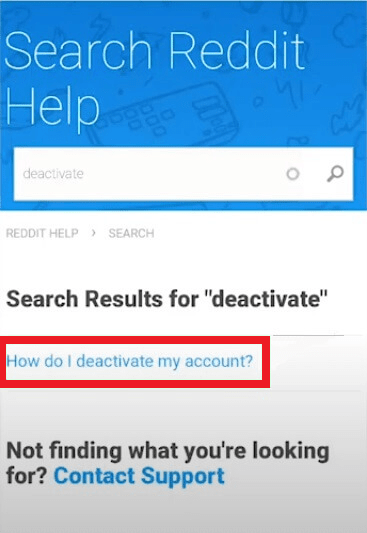 Search Reddit
Help
deactivate
REDDIT HELP > SEARCH
Search Results for "deactivate"
How do I deactivate my account?
Not finding what you're looking
for? Contact Support